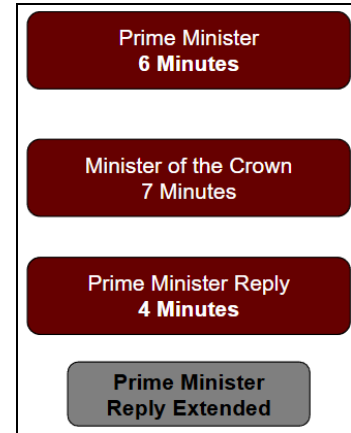 Prime Minister
6 Minutes
Minister of the Crown
7 Minutes
Prime Minister Reply
4 Minutes
Prime Minister
Reply Extended